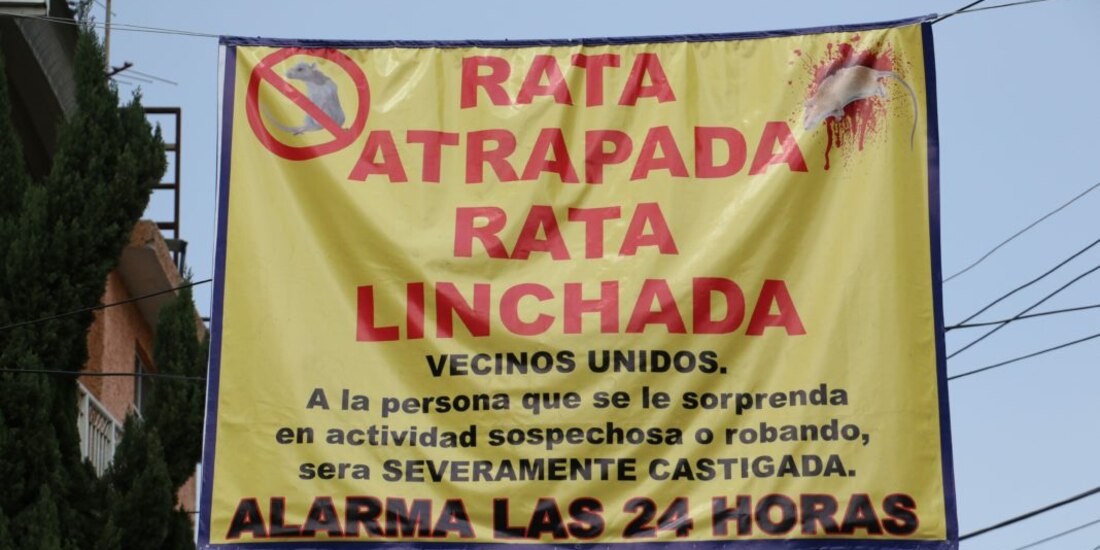 RATA
ATRAPADA
RATA
LINCHADA
VECINOS UNIDOS.
A la persona que se le sorprenda
en actividad sospechosa o robando,
sera SEVERAMENTE CASTIGADA.
ALARMA LAS 24 HORAS